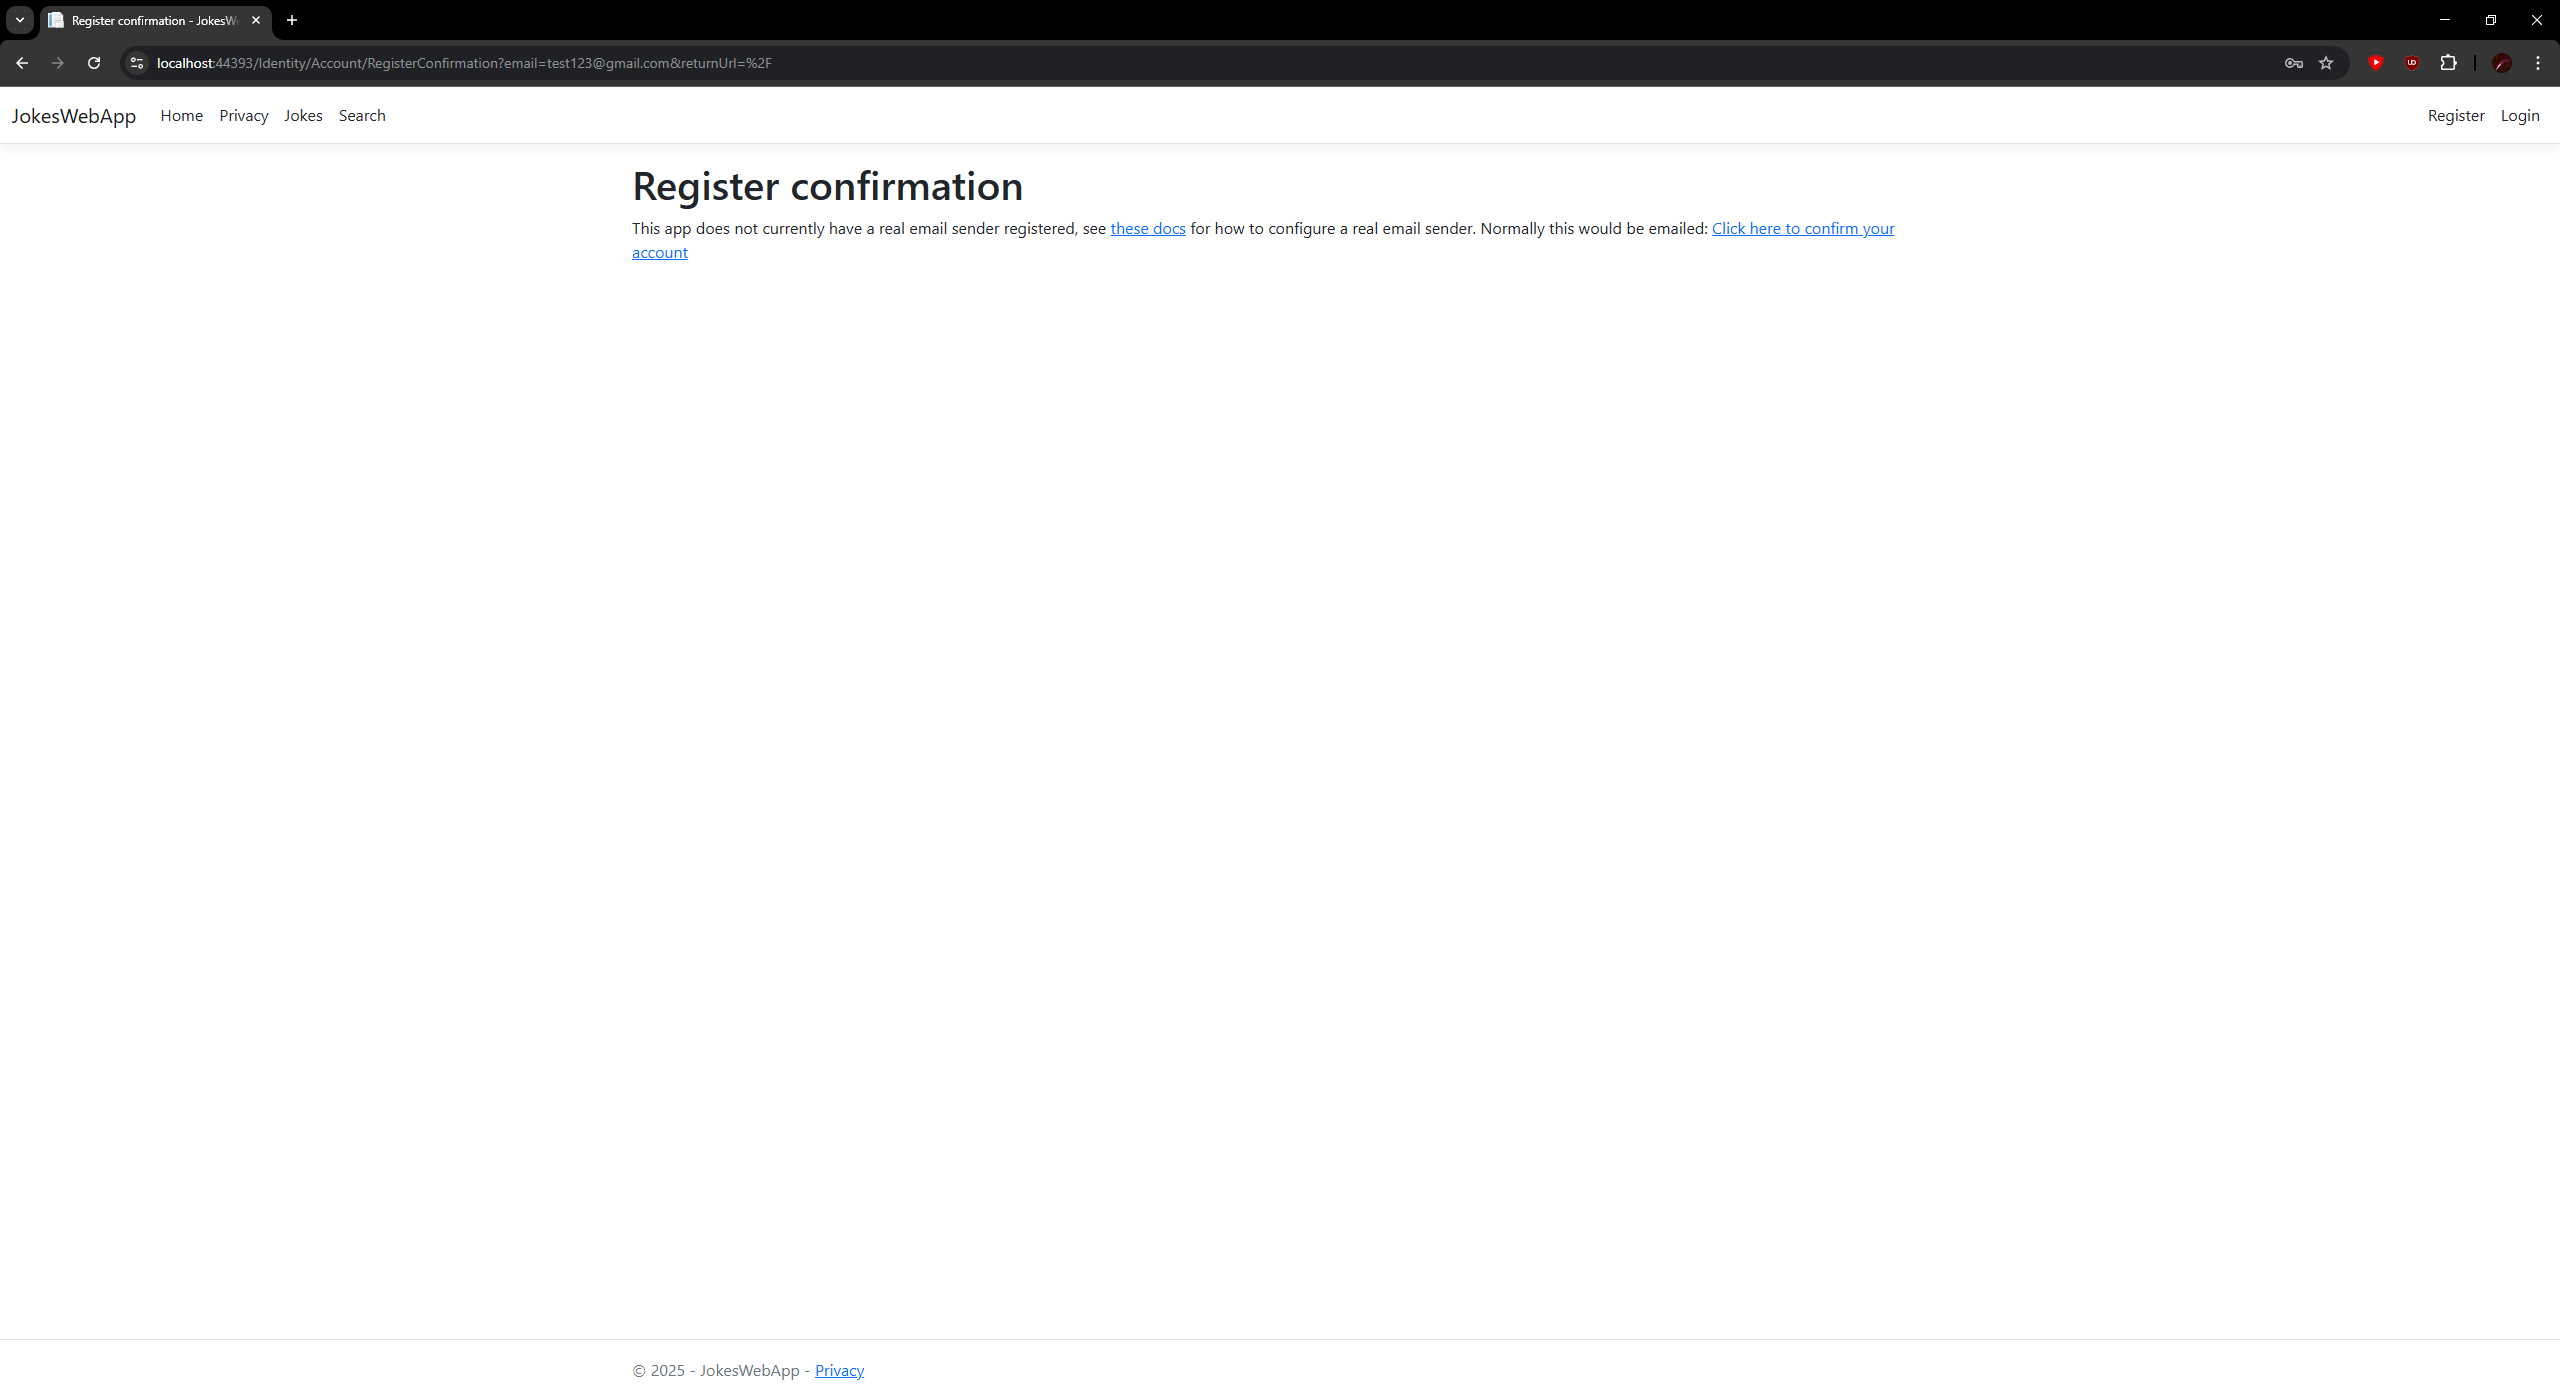 Register confirmation - JokesW
localhost:44393/Identity/Account/RegisterConfirmation?email=test123@gmail.com&returnUrl=%2F
JokesWebApp Home Privacy Jokes Search Register Login
Register confirmation
This app does not currently have a real email sender registered, see these docs for how to configure a real email sender. Normally this would be emailed: Click here to confirm your
account
© 2025 - JokesWebApp - Privacy